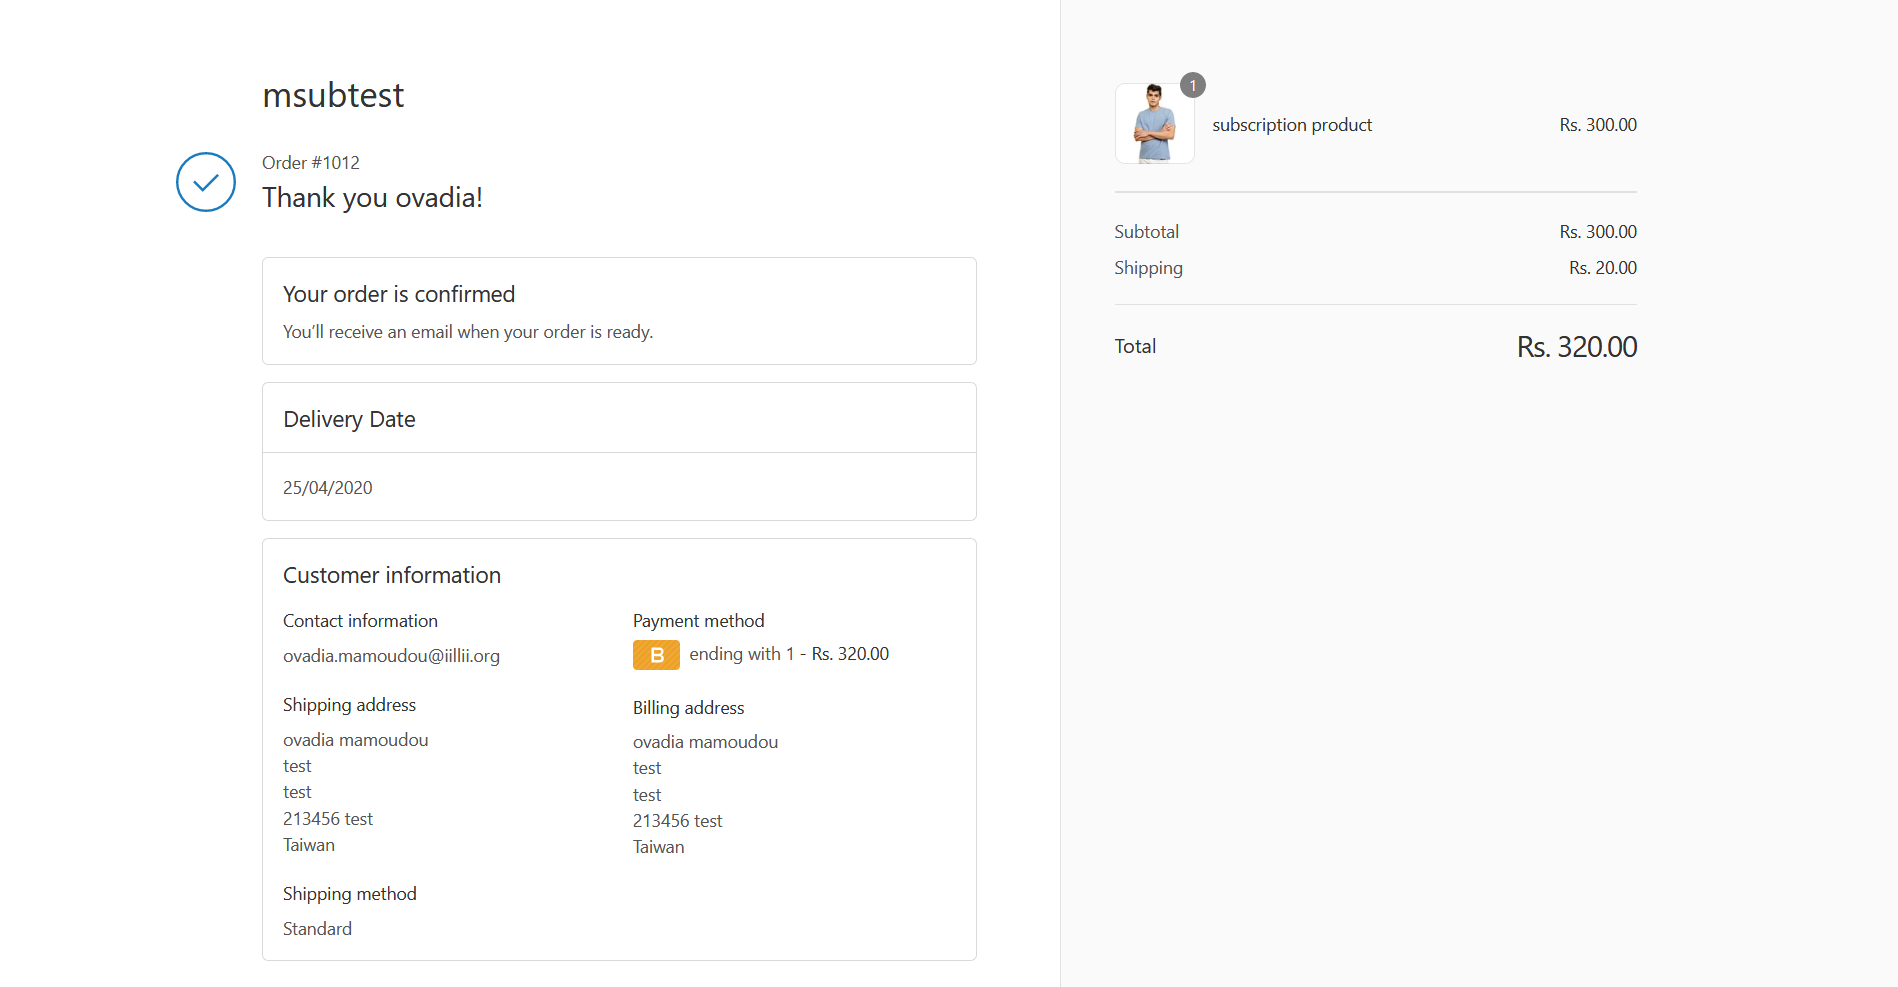 msubtest
Order #1012
Thank you ovadia!
Your order is confirmed
You’ll receive an email when your order is ready.
Delivery Date
25/04/2020
Customer information
Contact information
ovadia.mamoudou@iillii.org
Shipping address
ovadia mamoudou
test
test
213456 test
Taiwan
Shipping method
Standard
Payment method
B ending with 1 - Rs. 320.00
Billing address
ovadia mamoudou
test
test
213456 test
Taiwan
1
subscription product Rs. 300.00
Subtotal Rs. 300.00
Shipping Rs. 20.00
Total Rs. 320.00